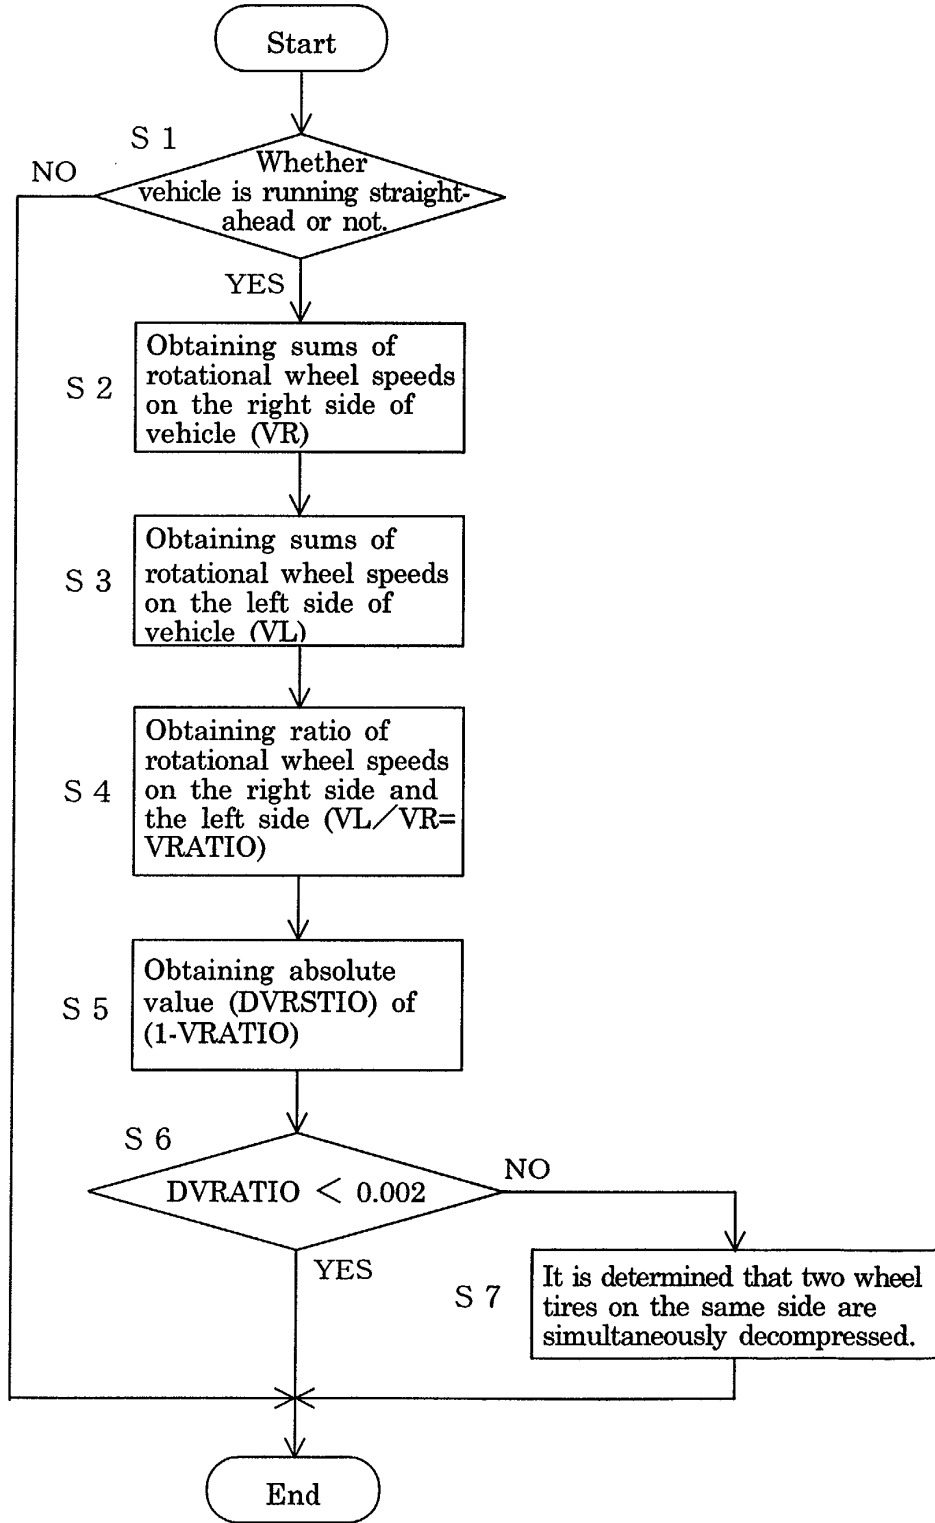 Start
S 1
NO
Whether
vehicle is running straight-
ahead or not.
YES
S 2
Obtaining sums of
rotational wheel speeds
on the right side of
vehicle (VR)
S 3
Obtaining sums of
rotational wheel speeds
on the left side of
vehicle (VL)
S 4
Obtaining ratio of
rotational wheel speeds
on the right side and
the left side (VL/VR=
VRATIO)
S 5
Obtaining absolute
value (DVRSTIO) of
(1-VRATIO)
S 6
DVRATIO < 0.002
NO
YES
S 7
It is determined that two wheel
tires on the same side are
simultaneously decompressed.
End